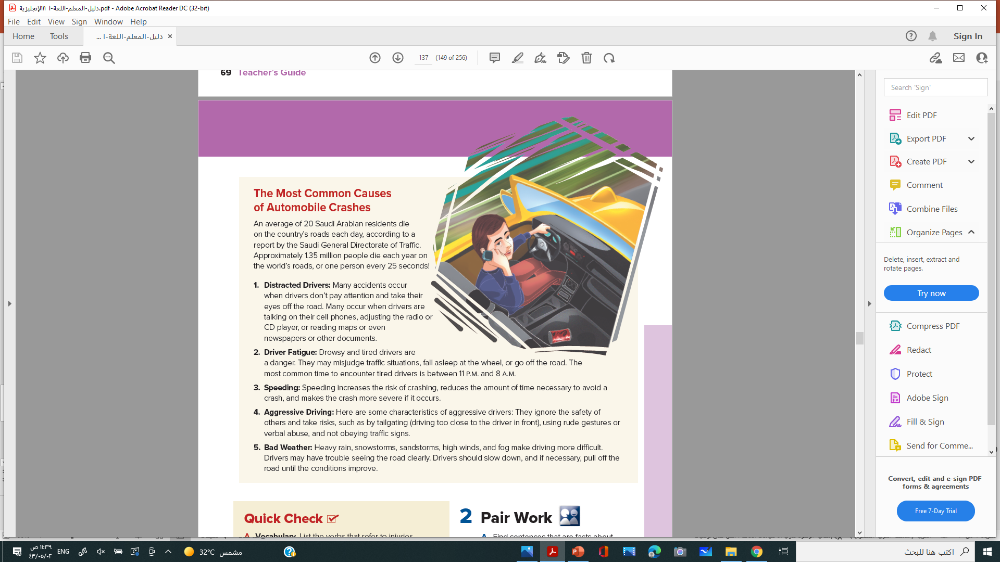 دليل-المعلم-اللغة-ا ١١١لإنجليزية.pdf - Adobe Acrobat Reader DC (32-bit)
File Edit View Sign Window Help
Home Tools دليل-المعلم-اللغة-ا ... × Sign In
137 (149 of 256)
69 Teacher's Guide
The Most Common Causes
of Automobile Crashes
An average of 20 Saudi Arabian residents die
on the country's roads each day, according to a
report by the Saudi General Directorate of Traffic.
Approximately 1.35 million people die each year on
the world's roads, or one person every 25 seconds!
1. Distracted Drivers: Many accidents occur
when drivers don't pay attention and take their
eyes off the road. Many occur when drivers are
talking on their cell phones, adjusting the radio or
CD player, or reading maps or even
newspapers or other documents.
2. Driver Fatigue: Drowsy and tired drivers are
a danger. They may misjudge traffic situations, fall asleep at the wheel, or go off the road. The
most common time to encounter tired drivers is between 11 P.M. and 8 A.M.
3. Speeding: Speeding increases the risk of crashing, reduces the amount of time necessary to avoid a
crash, and makes the crash more severe if it occurs.
4. Aggressive Driving: Here are some characteristics of aggressive drivers: They ignore the safety of
others and take risks, such as by tailgating (driving too close to the driver in front), using rude gestures or
verbal abuse, and not obeying traffic signs.
5. Bad Weather: Heavy rain, snowstorms, sandstorms, high winds, and fog make driving more difficult.
Drivers may have trouble seeing the road clearly. Drivers should slow down, and if necessary, pull off the
road until the conditions improve.
Quick Check
A. Vocabulary. List the verbs that refer to injuries
2 Pair Work
A. Find sentences that are facts about
Search 'Sign'
Edit PDF
Export PDF
Create PDF
Comment
Combine Files
Organize Pages
Delete, insert, extract and
rotate pages.
Try now
Compress PDF
Redact
Protect
Adobe Sign
Fill & Sign
Send for Comme...
Convert, edit and e-sign PDF
forms & agreements
Free 7-Day Trial
١١:٣٩ ص
٤٣/٠٥/٠٢
ENG
32°C مشمس
اكتب هنا للبحث